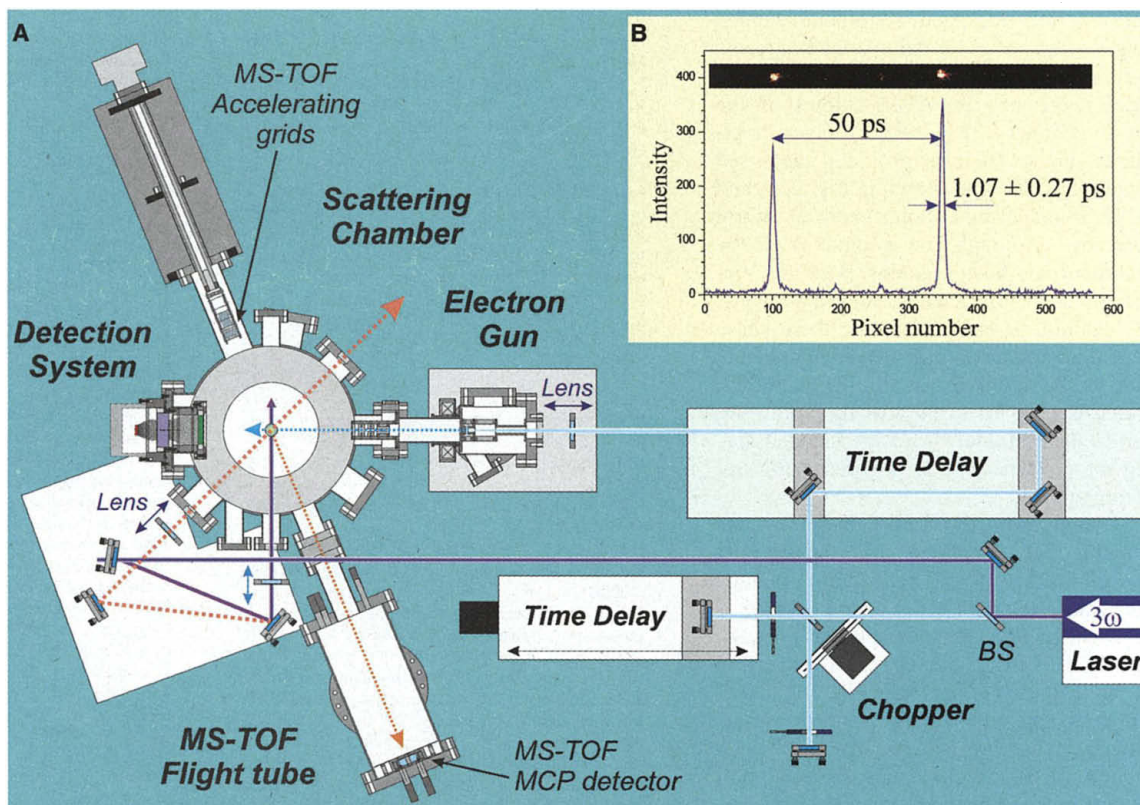 A
MS-TOF
Accelerating
grids
Scattering
Chamber
Electron
Gun
Detection
System
Lens
Lens
Time Delay
Time Delay
BS
3ω
Laser
Chopper
MS-TOF
Flight tube
MS-TOF
MCP detector
B
400
300
200
100
0
Intensity
50 ps
1.07 ± 0.27 ps
0 100 200 300 400 500 600
Pixel number